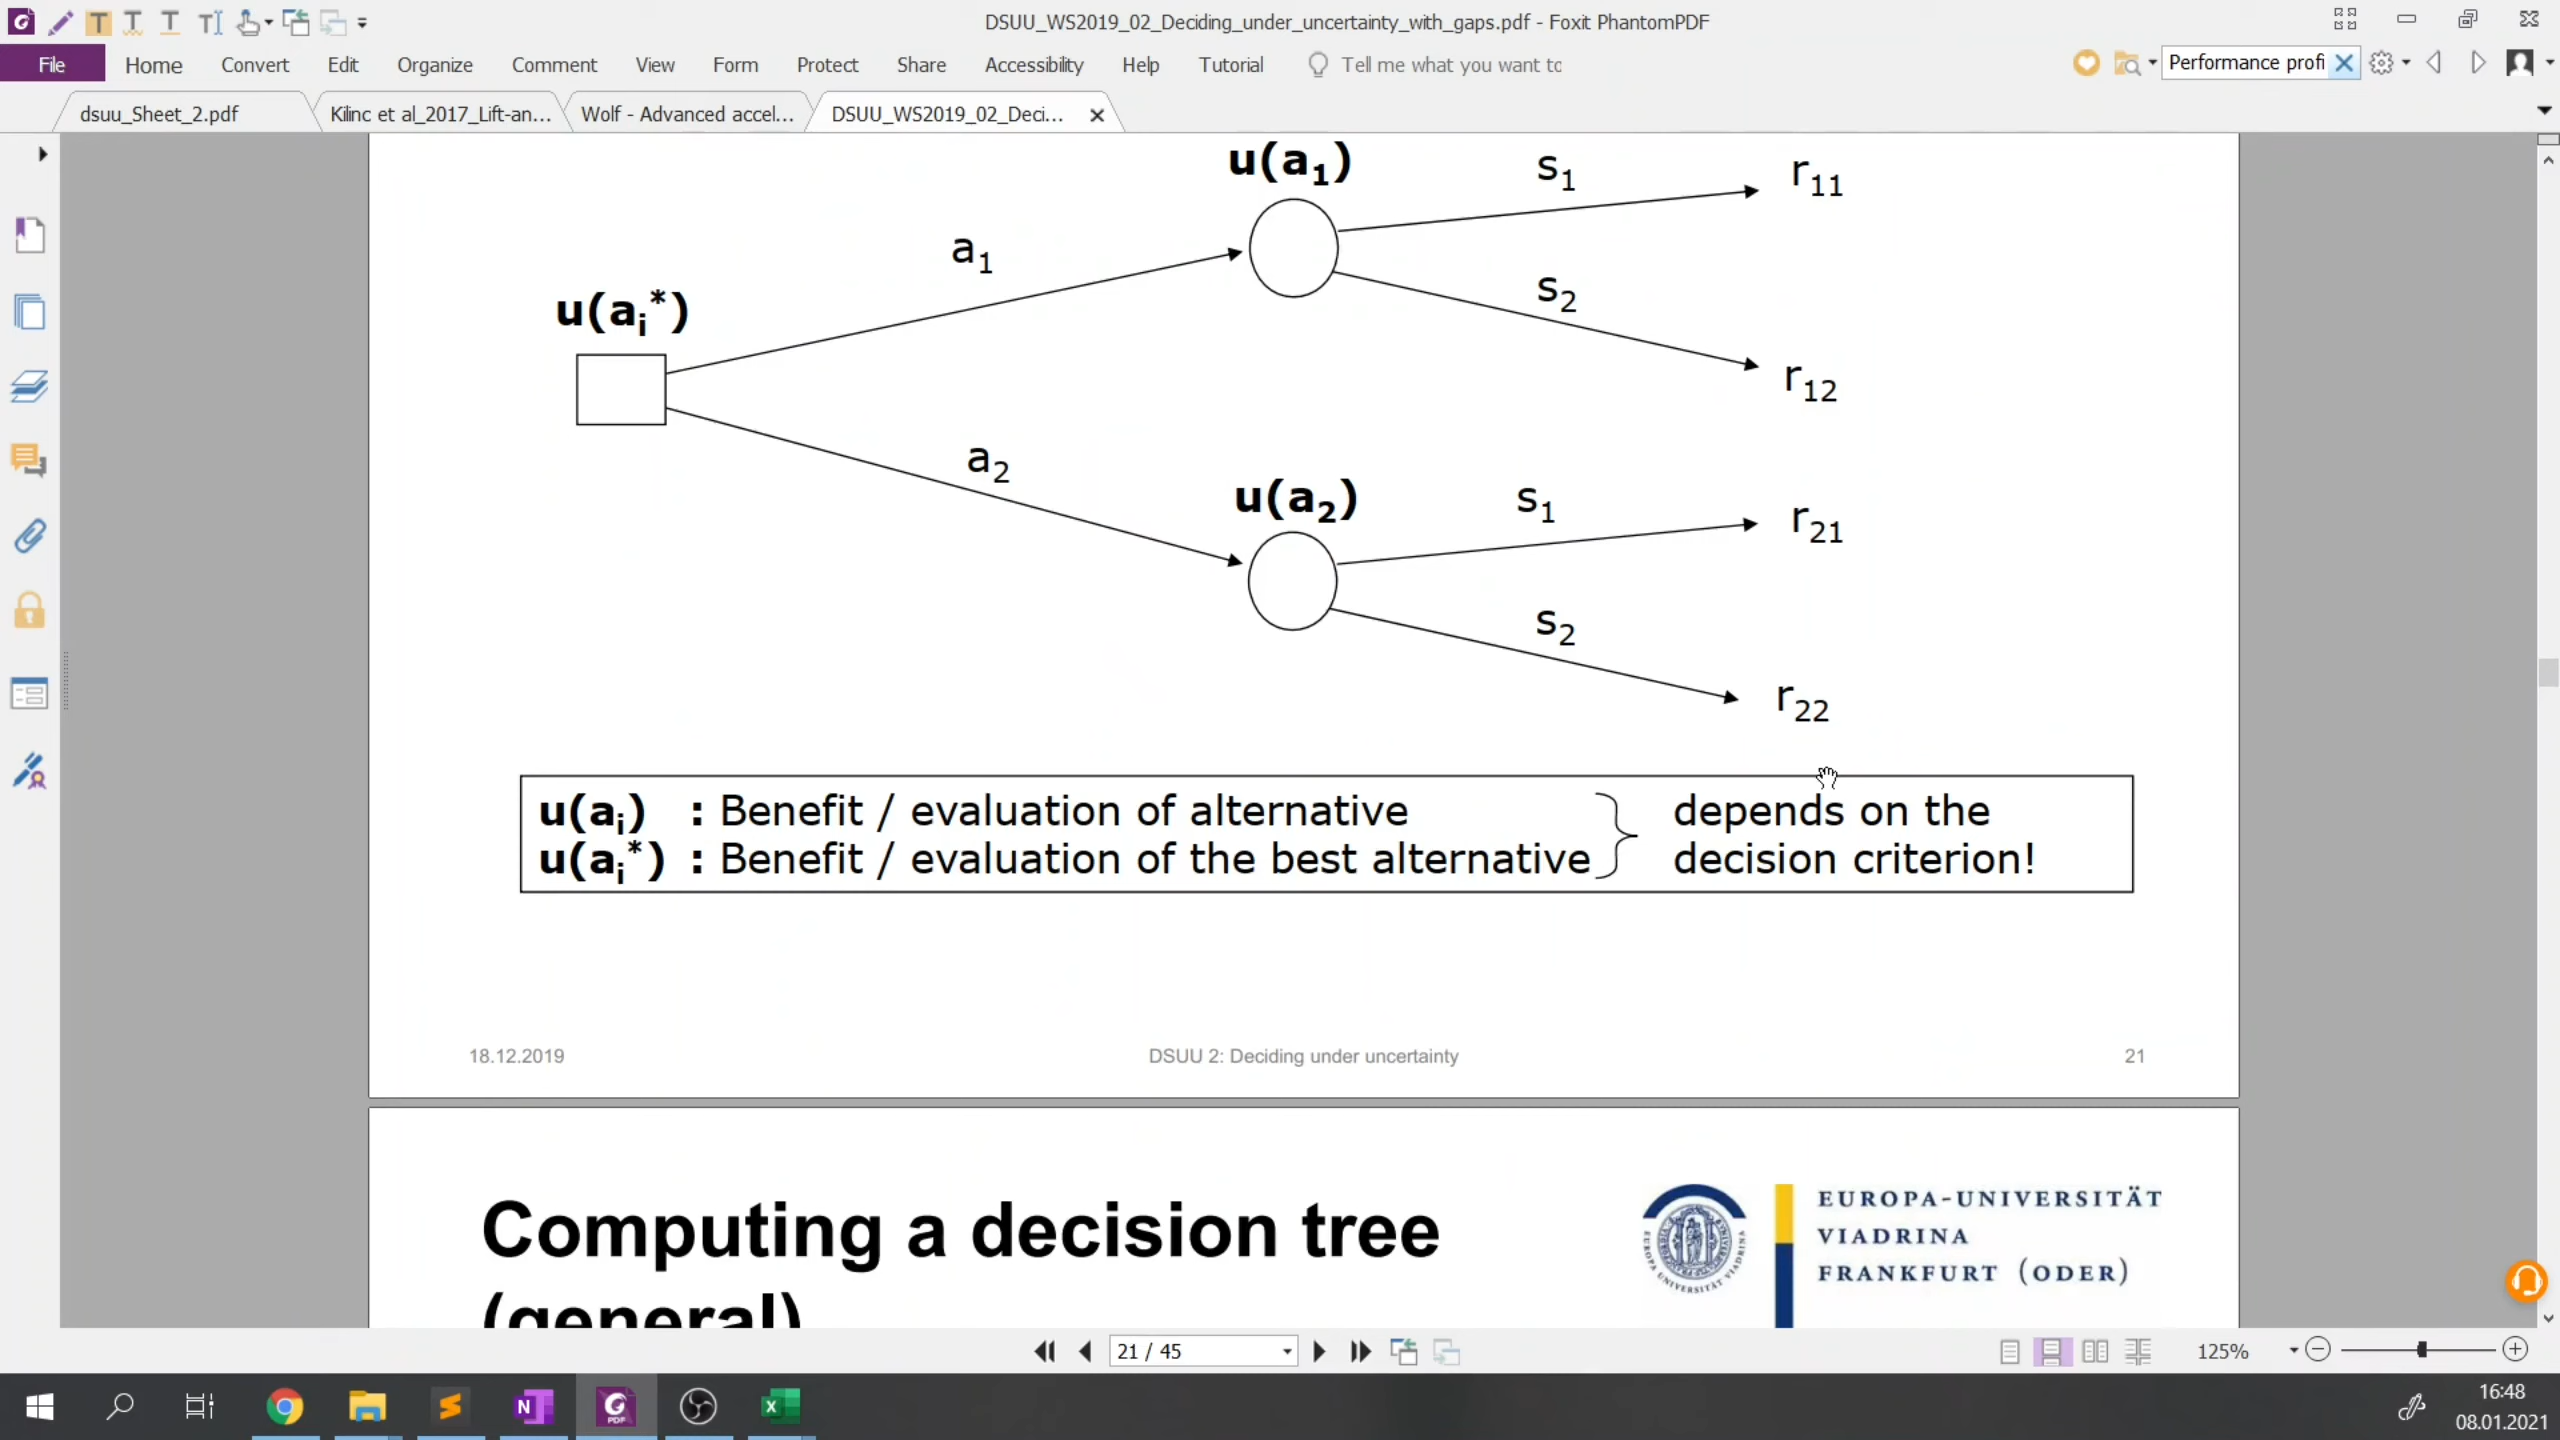 DSUU_WS2019_02_Deciding_under_uncertainty_with_gaps.pdf - Foxit PhantomPDF
File Home Convert Edit Organize Comment View Form Protect Share Accessibility Help Tutorial Tell me what you want to Performance profi
dsuu_Sheet_2.pdf Kilinc et al_2017_Lift-an... Wolf - Advanced accel... DSUU_WS2019_02_Deci...
u(a1) s1 r11
a1
s2
u(ai*)
r12
a2
u(a2) s1 r21
s2
r22
u(ai) : Benefit / evaluation of alternative depends on the
u(ai*) : Benefit / evaluation of the best alternative decision criterion!
18.12.2019 DSUU 2: Deciding under uncertainty 21
Computing a decision tree
(general)
EUROPA-UNIVERSITÄT
VIADRINA
FRANKFURT (ODER)
21 / 45 125%
16:48
08.01.2021